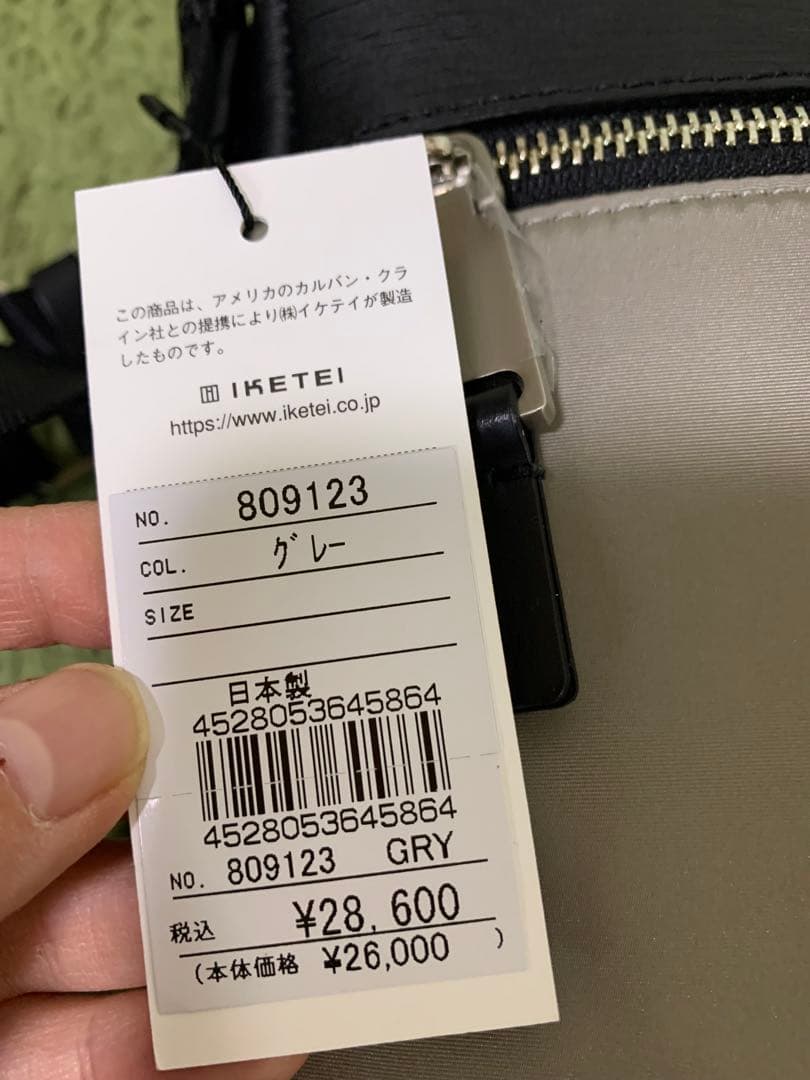 この商品は、アメリカのカルバン・クラ
イン社との提携により㈱イケテイが製造
したものです。
IKETEI
https://www.iketei.co.jp
NO. 809123
COL. グレー
SIZE
日本製
4528053645864
4528053645864
NO. 809123 GRY
税込 ¥28,600
(本体価格 ¥26,000 )